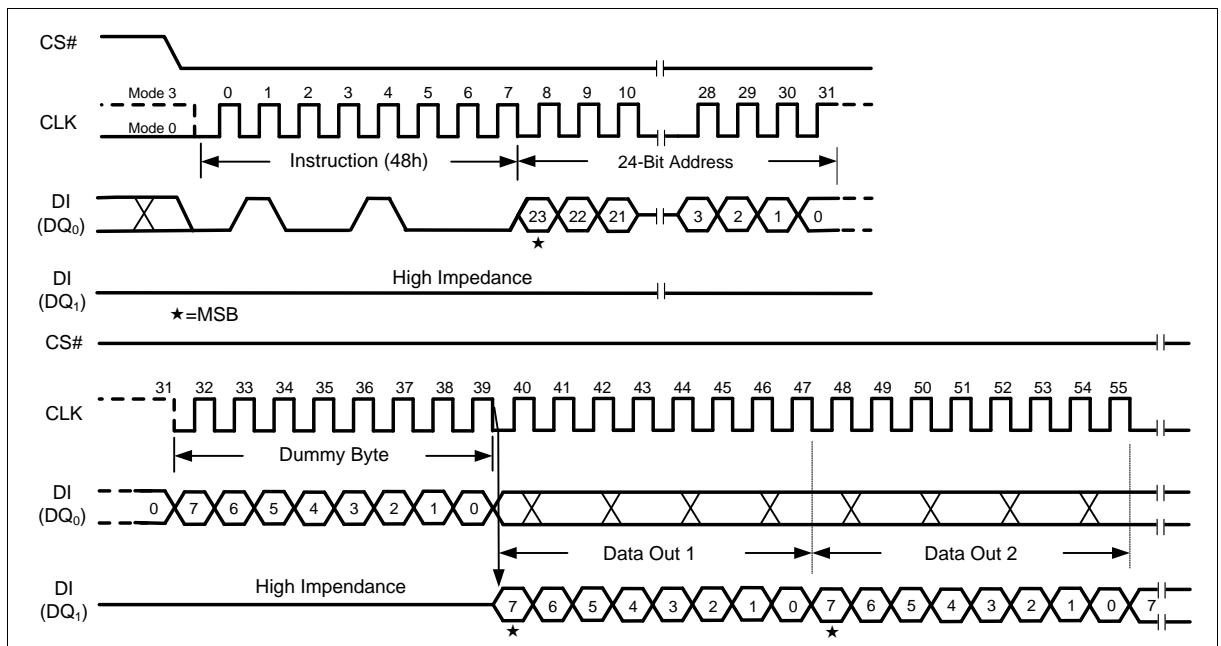 CS#
Mode 3 0 1 2 3 4 5 6 7 8 9 10 28 29 30 31
CLK
Mode 0
Instruction (48h) 24-Bit Address
DI
(DQ₀)
23 22 21 3 2 1 0
★
DI
(DQ₁)
High Impedance
★=MSB
CS#
31 32 33 34 35 36 37 38 39 40 41 42 43 44 45 46 47 48 49 50 51 52 53 54 55
CLK
Dummy Byte
DI
(DQ₀)
0 7 6 5 4 3 2 1 0
Data Out 1 Data Out 2
DI
(DQ₁)
High Impendance
7 6 5 4 3 2 1 0 7 6 5 4 3 2 1 0 7
★ ★